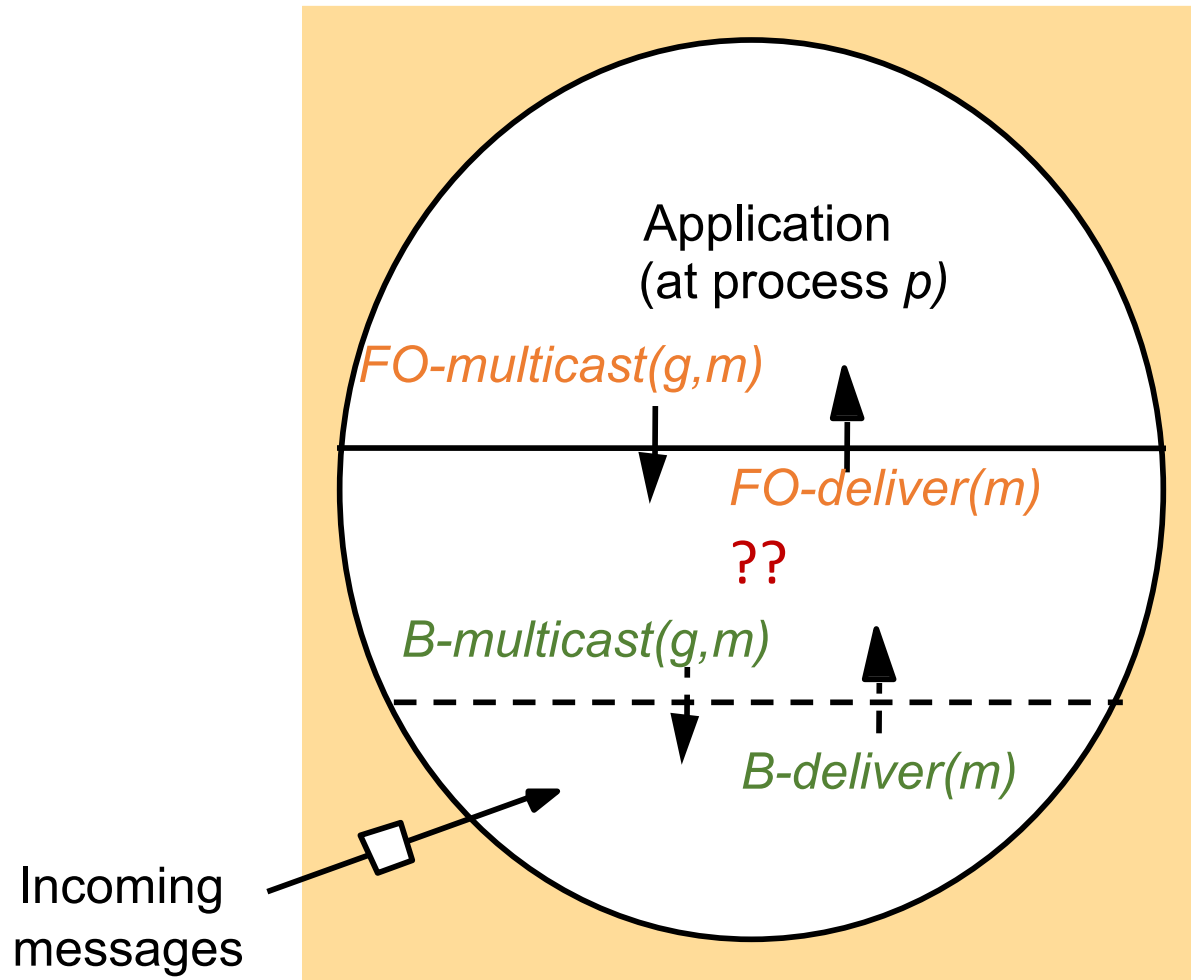 Application
(at process p)
FO-multicast(g,m)
FO-deliver(m)
??
B-multicast(g,m)
B-deliver(m)
Incoming
messages